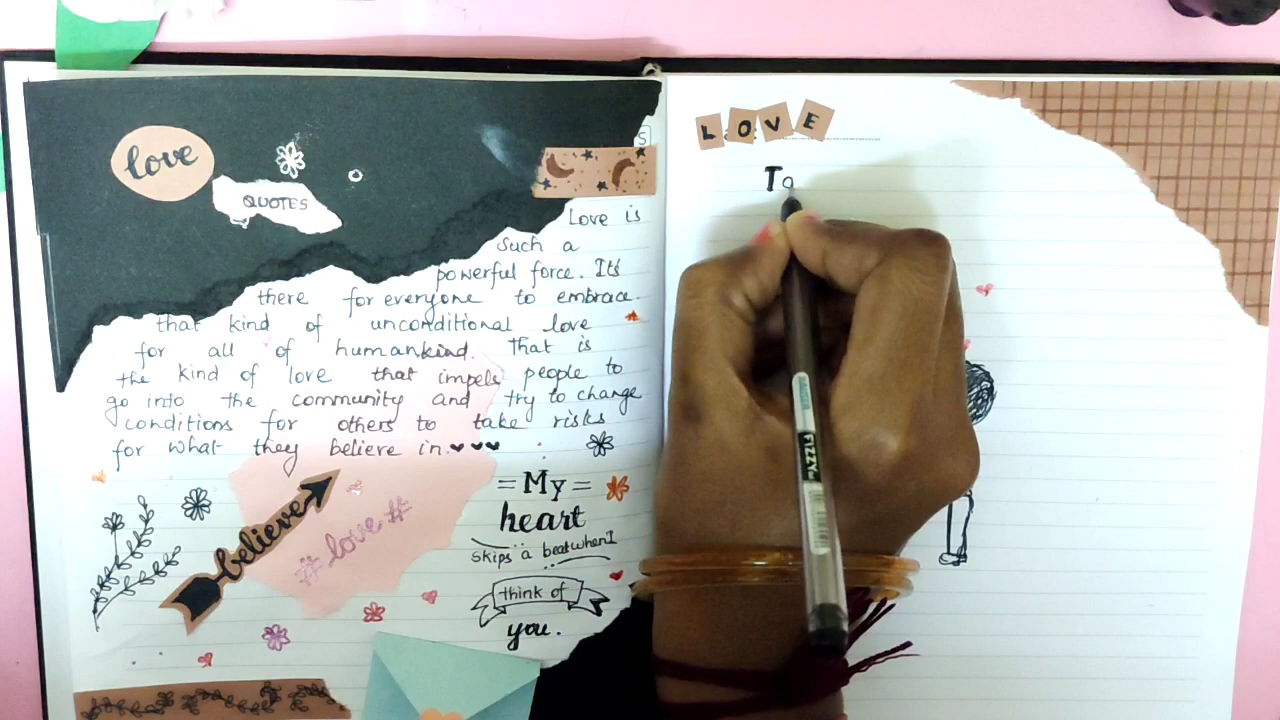 love
QUOTES
S
Love is
such a
powerful force. It's
there for everyone to embrace.
that kind of unconditional love
for all of humankind. That is
the kind of love that impels people to
go into the community and try to change
conditions for others to take risks
for what they believe in.
believe
# love #
= My =
heart
skips a beat when I
think of
you.
LOVE
To
FIZZY